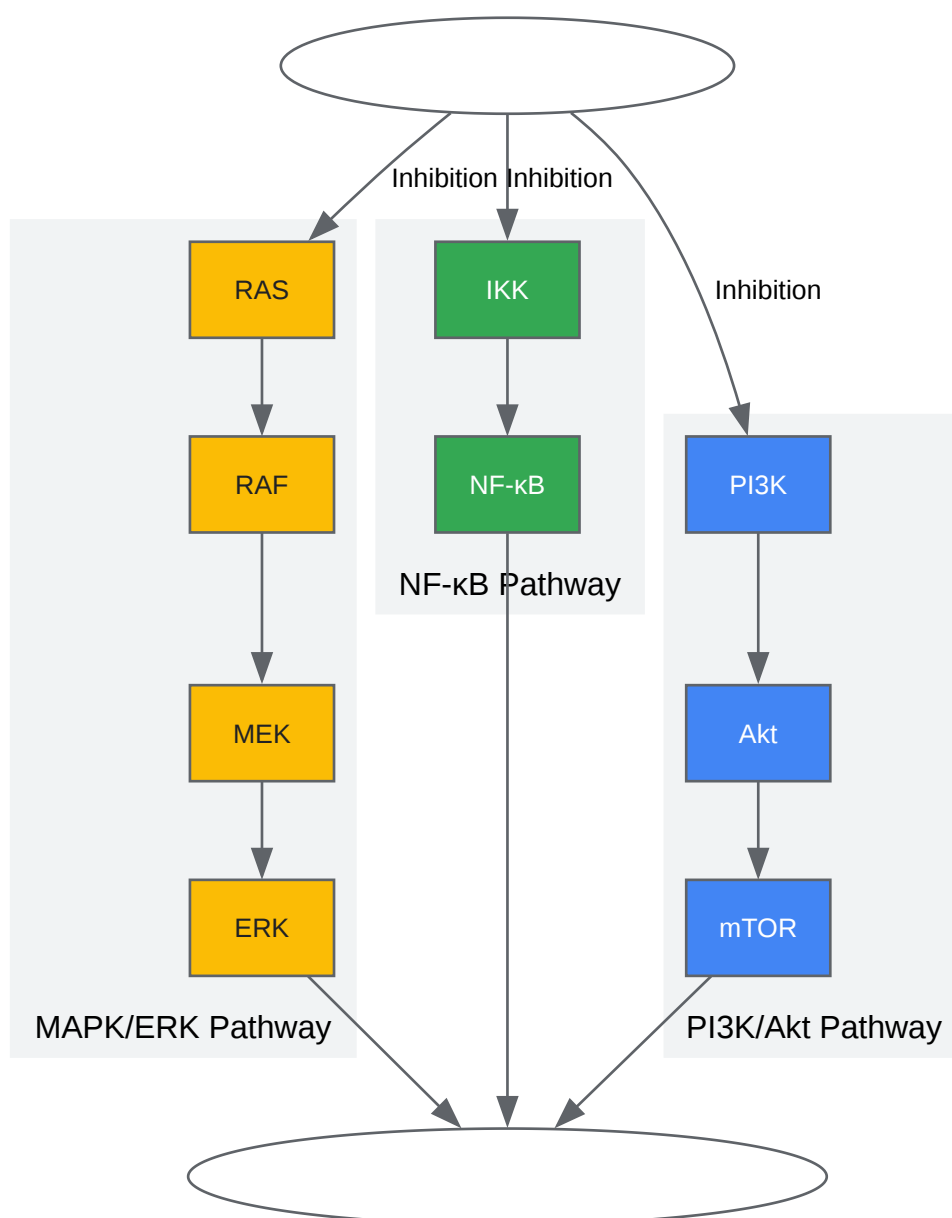 Inhibition Inhibition
RAS
IKK
Inhibition
RAF
NF-κB
PI3K
NF-κB Pathway
MEK
Akt
ERK
mTOR
MAPK/ERK Pathway
PI3K/Akt Pathway